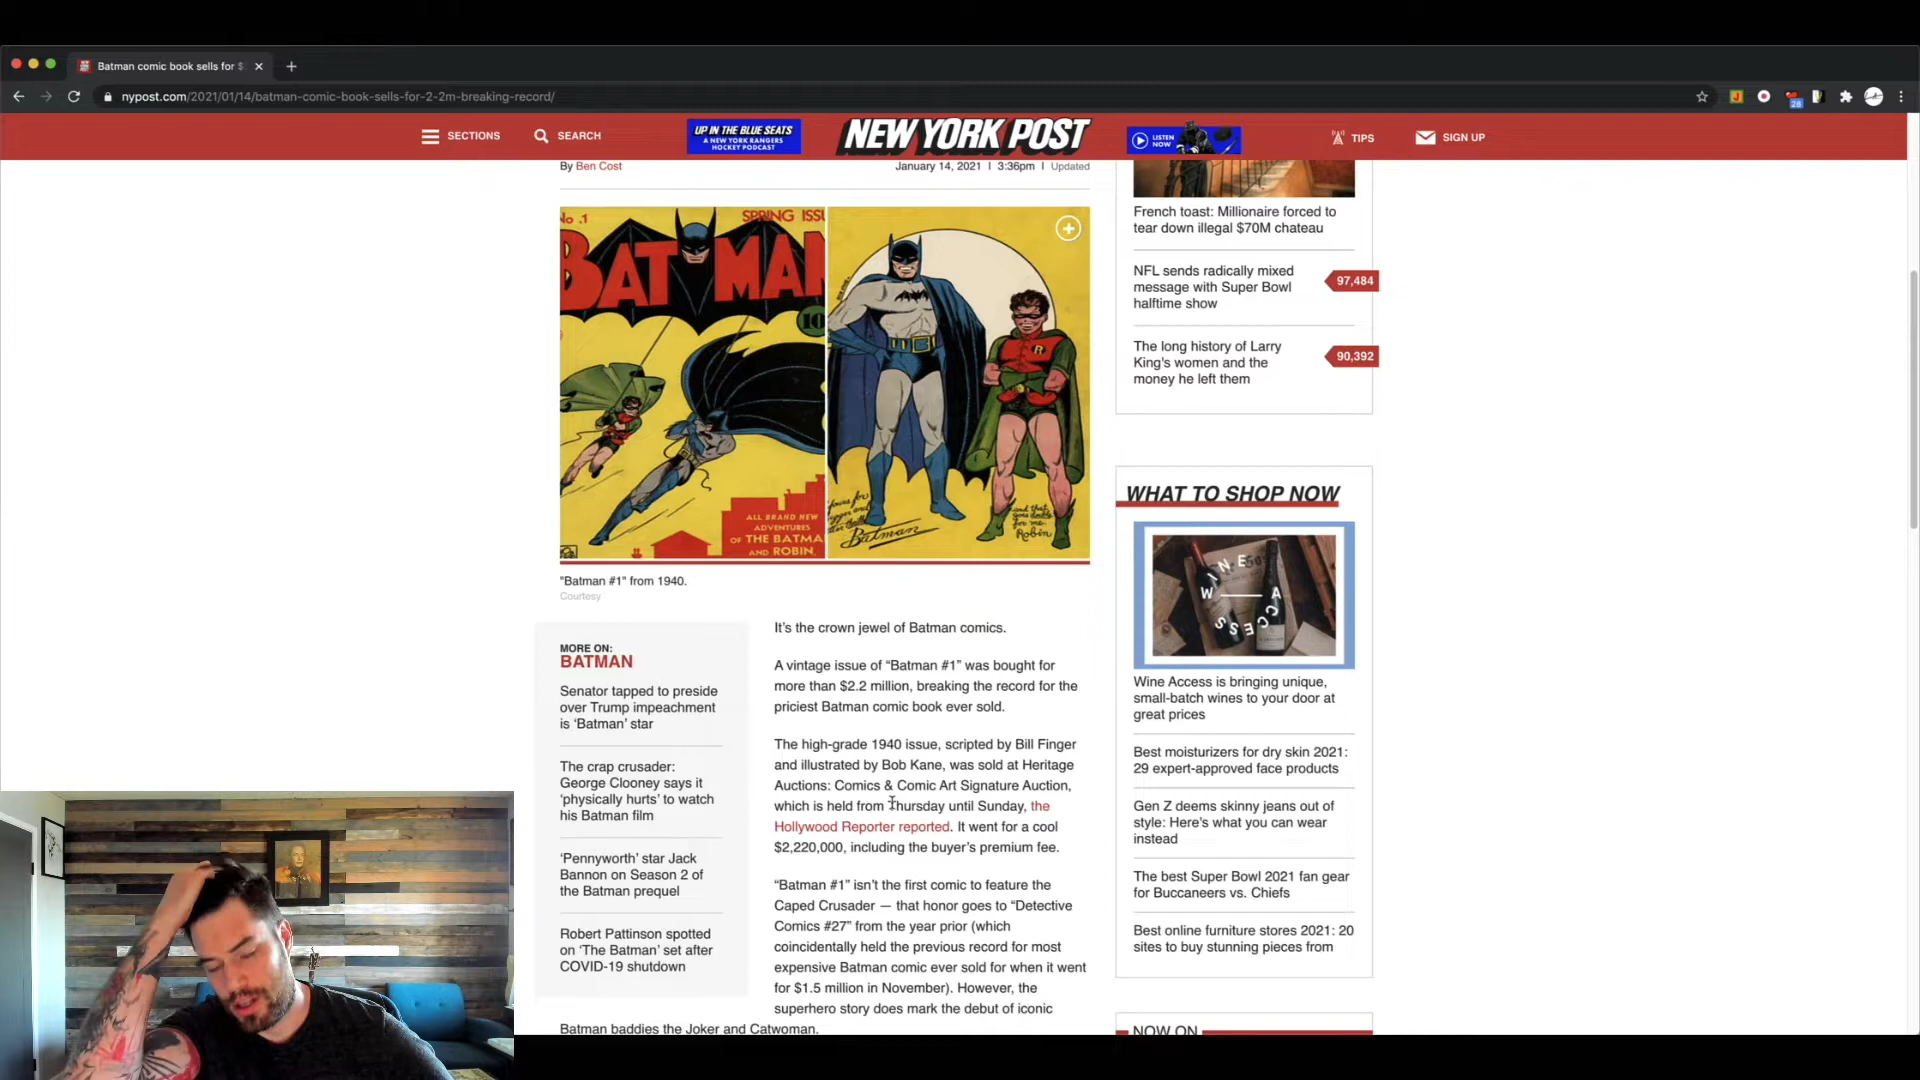 Batman comic book sells for $
nypost.com/2021/01/14/batman-comic-book-sells-for-2-2m-breaking-record/
28
SECTIONS
SEARCH
UP IN THE BLUE SEATS
A NEW YORK RANGERS
HOCKEY PODCAST
NEW YORK POST
LISTEN
NOW
TIPS
SIGN UP
By Ben Cost
January 14, 2021 | 3:36pm | Updated
No .1
SPRING ISSU
BATMAN
10
ALL BRAND NEW
ADVENTURES
OF THE BATMA
AND ROBIN.
Yours for
Batman
and that
goes double
for me
Robin
"Batman #1" from 1940.
Courtesy
MORE ON:
BATMAN
Senator tapped to preside
over Trump impeachment
is ‘Batman’ star
The crap crusader:
George Clooney says it
‘physically hurts’ to watch
his Batman film
‘Pennyworth’ star Jack
Bannon on Season 2 of
the Batman prequel
Robert Pattinson spotted
on ‘The Batman’ set after
COVID-19 shutdown
It’s the crown jewel of Batman comics.
A vintage issue of “Batman #1” was bought for
more than $2.2 million, breaking the record for the
priciest Batman comic book ever sold.
The high-grade 1940 issue, scripted by Bill Finger
and illustrated by Bob Kane, was sold at Heritage
Auctions: Comics & Comic Art Signature Auction,
which is held from Thursday until Sunday, the
Hollywood Reporter reported. It went for a cool
$2,220,000, including the buyer’s premium fee.
“Batman #1” isn’t the first comic to feature the
Caped Crusader — that honor goes to “Detective
Comics #27” from the year prior (which
coincidentally held the previous record for most
expensive Batman comic ever sold for when it went
for $1.5 million in November). However, the
superhero story does mark the debut of iconic
Batman baddies the Joker and Catwoman.
French toast: Millionaire forced to
tear down illegal $70M chateau
NFL sends radically mixed
message with Super Bowl
halftime show
97,484
The long history of Larry
King's women and the
money he left them
90,392
WHAT TO SHOP NOW
WINE
ACCESS
Wine Access is bringing unique,
small-batch wines to your door at
great prices
Best moisturizers for dry skin 2021:
29 expert-approved face products
Gen Z deems skinny jeans out of
style: Here’s what you can wear
instead
The best Super Bowl 2021 fan gear
for Buccaneers vs. Chiefs
Best online furniture stores 2021: 20
sites to buy stunning pieces from
NOW ON